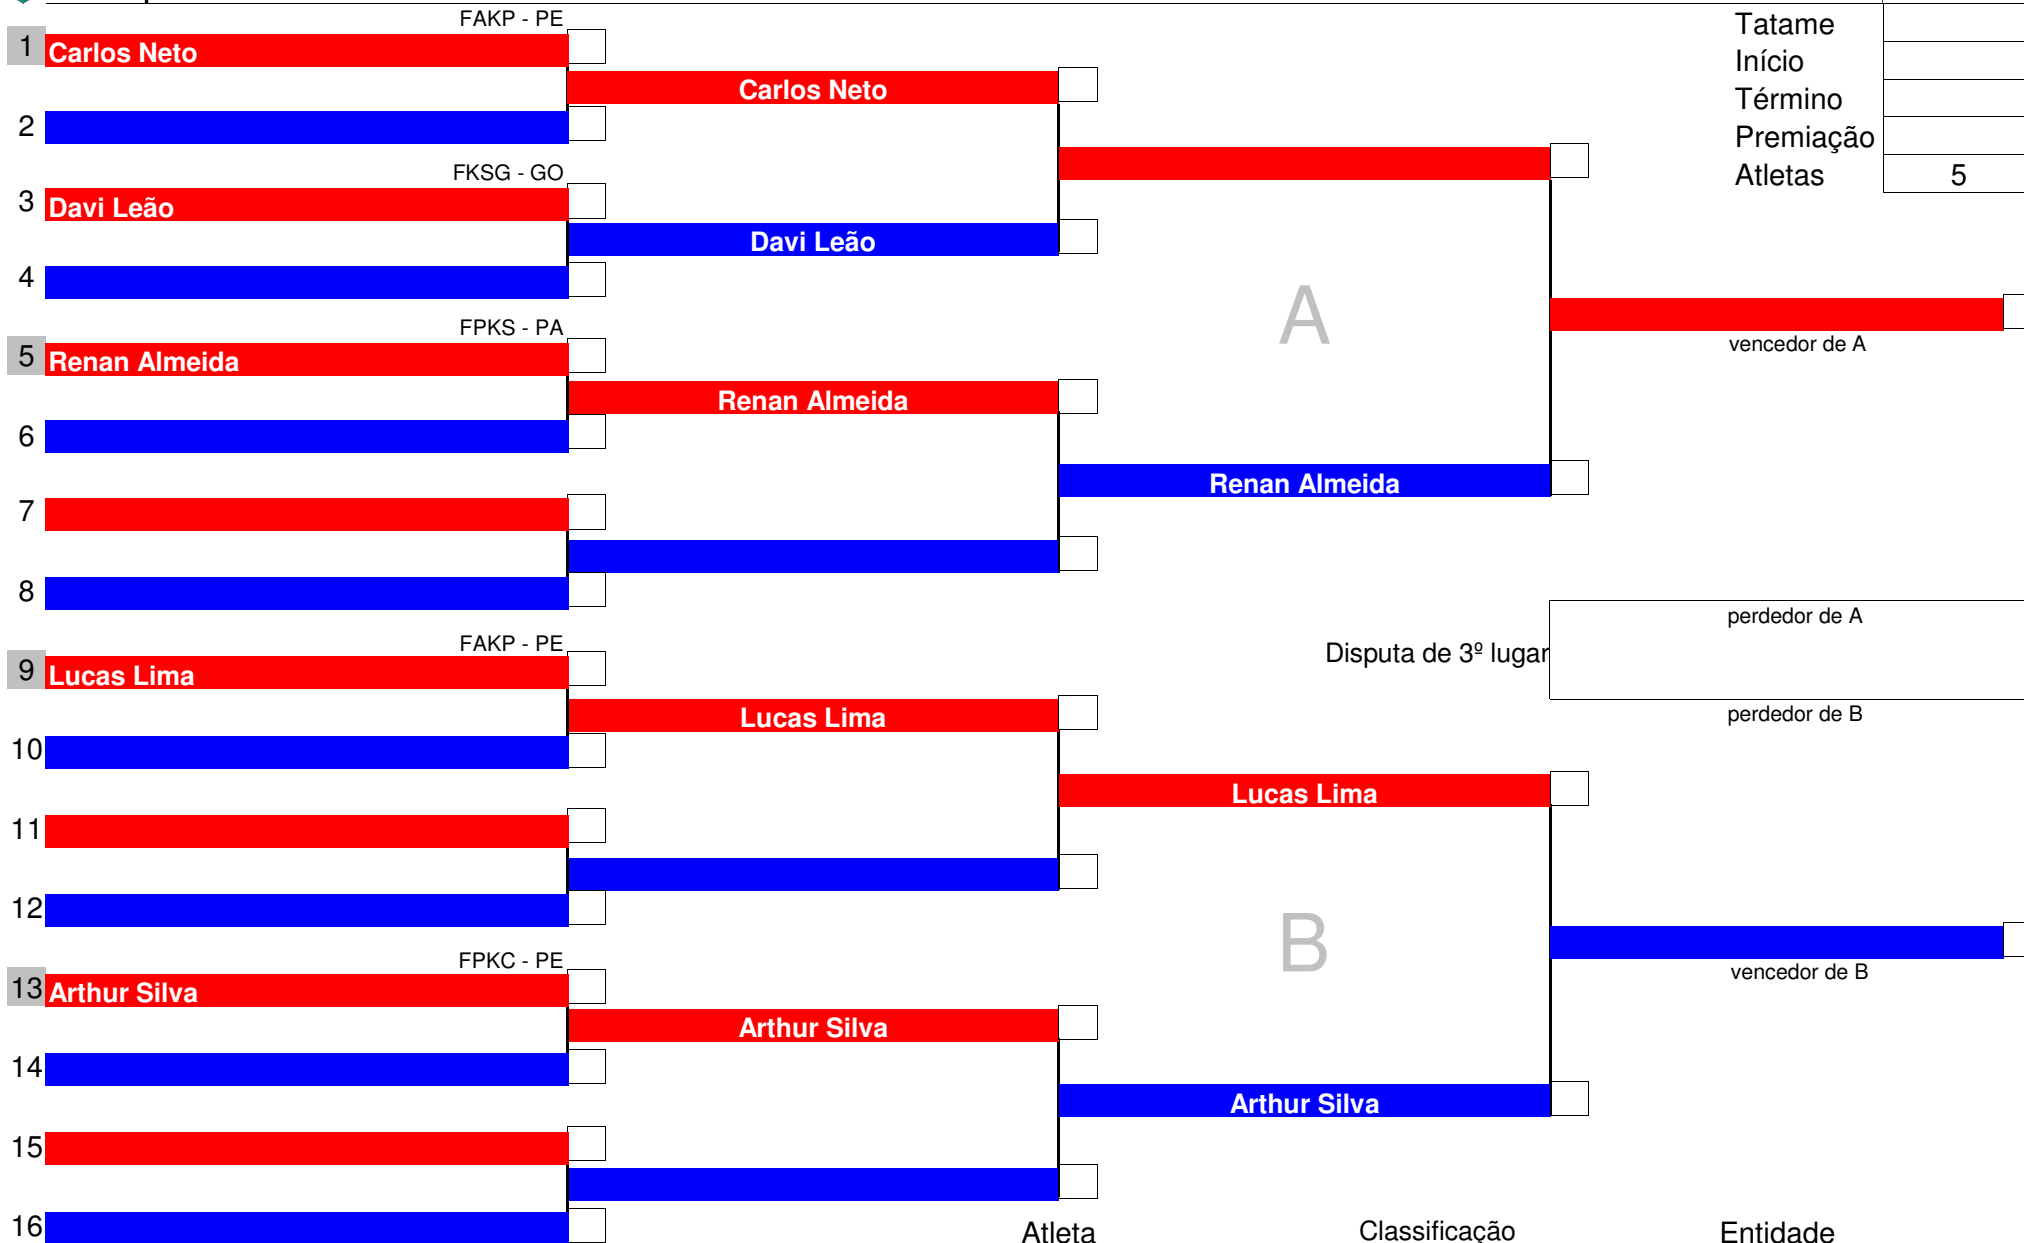 FAKP - PE
Tatame
1 Carlos Neto
Início
Carlos Neto
Término
2
Premiação
FKSG - GO
Atletas 5
3 Davi Leão
Davi Leão
4
A
FPKS - PA
vencedor de A
5 Renan Almeida
Renan Almeida
6
Renan Almeida
7
8
perdedor de A
FAKP - PE
Disputa de 3º lugar
9 Lucas Lima
perdedor de B
Lucas Lima
10
Lucas Lima
11
12
B
FPKC - PE
vencedor de B
13 Arthur Silva
Arthur Silva
14
Arthur Silva
15
16
Atleta Classificação Entidade